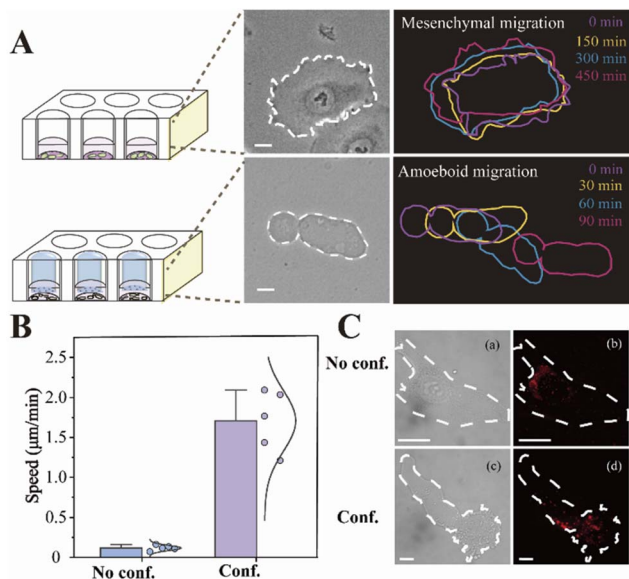 A
Mesenchymal migration
0 min
150 min
300 min
450 min
Amoeboid migration
0 min
30 min
60 min
90 min
B
2.5
2.0
1.5
1.0
0.5
0
Speed (μm/min)
No conf.
Conf.
C
No conf.
(a)
(b)
Conf.
(c)
(d)